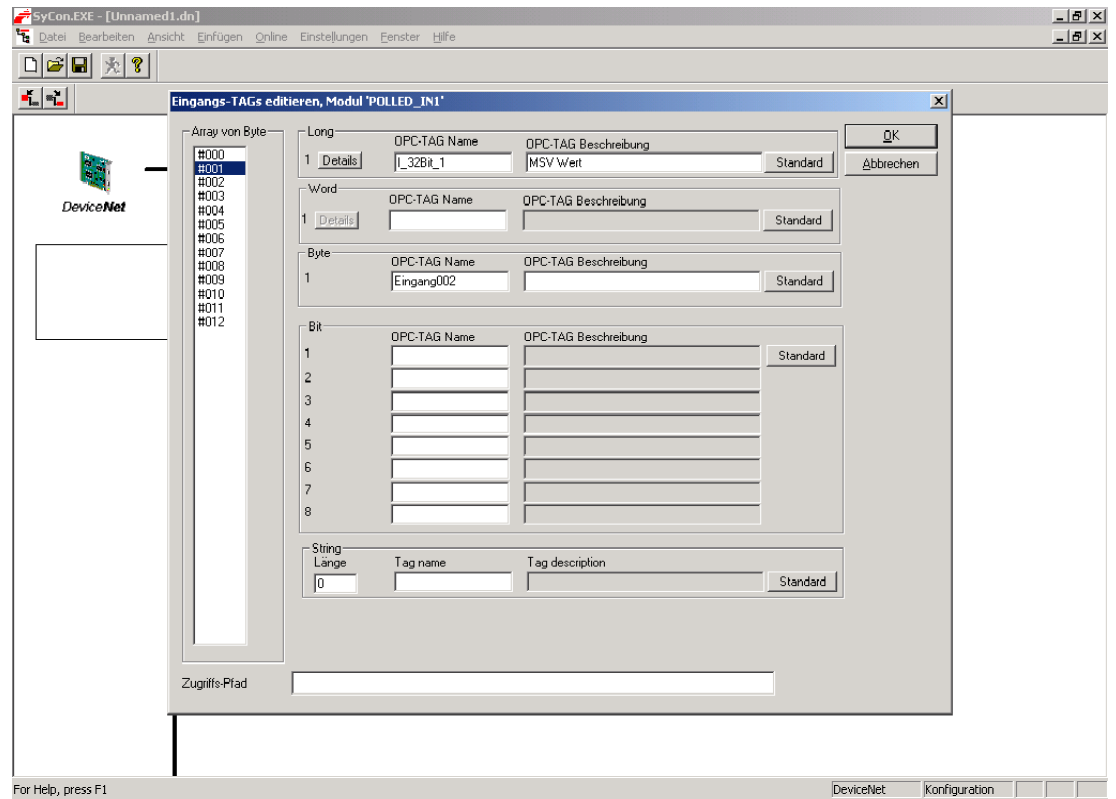 SyCon.EXE - [Unnamed1.dn]
Datei Bearbeiten Ansicht Einfügen Online Einstellungen Fenster Hilfe
Eingangs-TAGs editieren, Modul 'POLLED_IN1'
DeviceNet
Array von Byte
#000
#001
#002
#003
#004
#005
#006
#007
#008
#009
#010
#011
#012
Long
OPC-TAG Name OPC-TAG Beschreibung
1 Details I_32Bit_1 MSV Wert Standard
Word
OPC-TAG Name OPC-TAG Beschreibung
1 Details Standard
Byte
OPC-TAG Name OPC-TAG Beschreibung
1 Eingang002 Standard
Bit
OPC-TAG Name OPC-TAG Beschreibung
1 Standard
2
3
4
5
6
7
8
String
Länge Tag name Tag description
0 Standard
OK
Abbrechen
Zugriffs-Pfad
For Help, press F1 DeviceNet Konfiguration